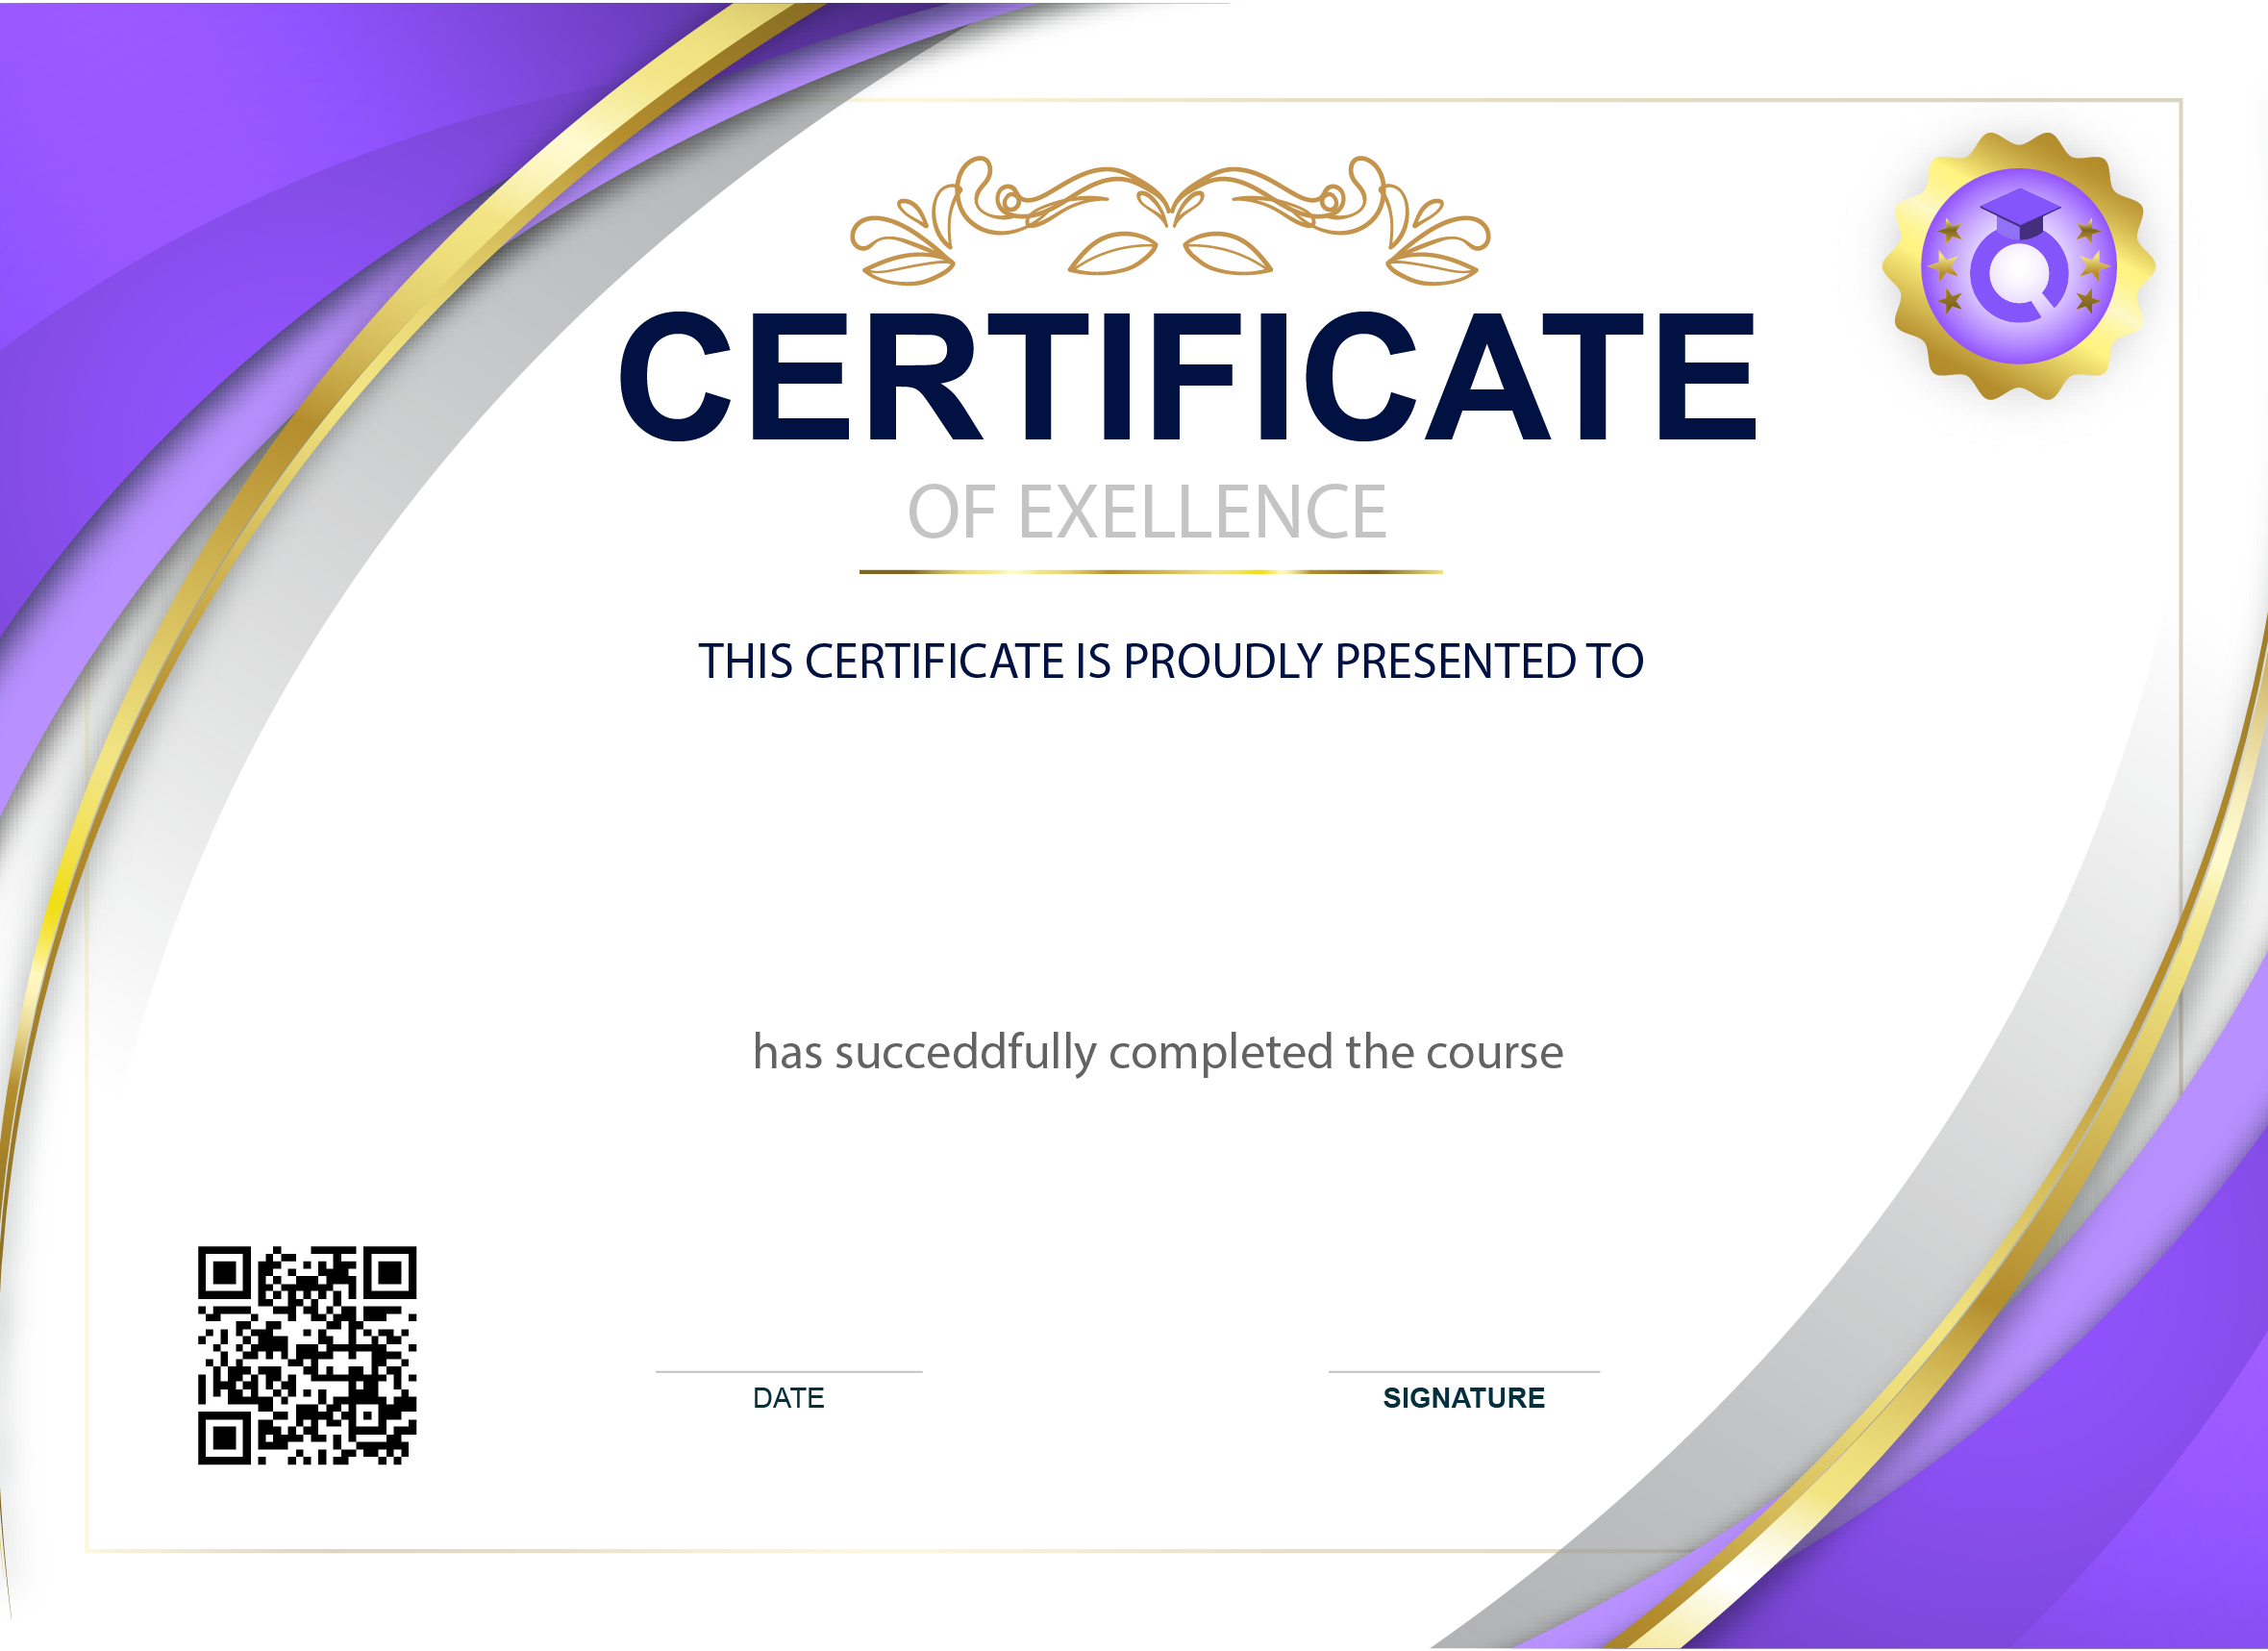 CERTIFICATE
OF EXELLENCE
THIS CERTIFICATE IS PROUDLY PRESENTED TO
has succeddfully completed the course
DATE
SIGNATURE